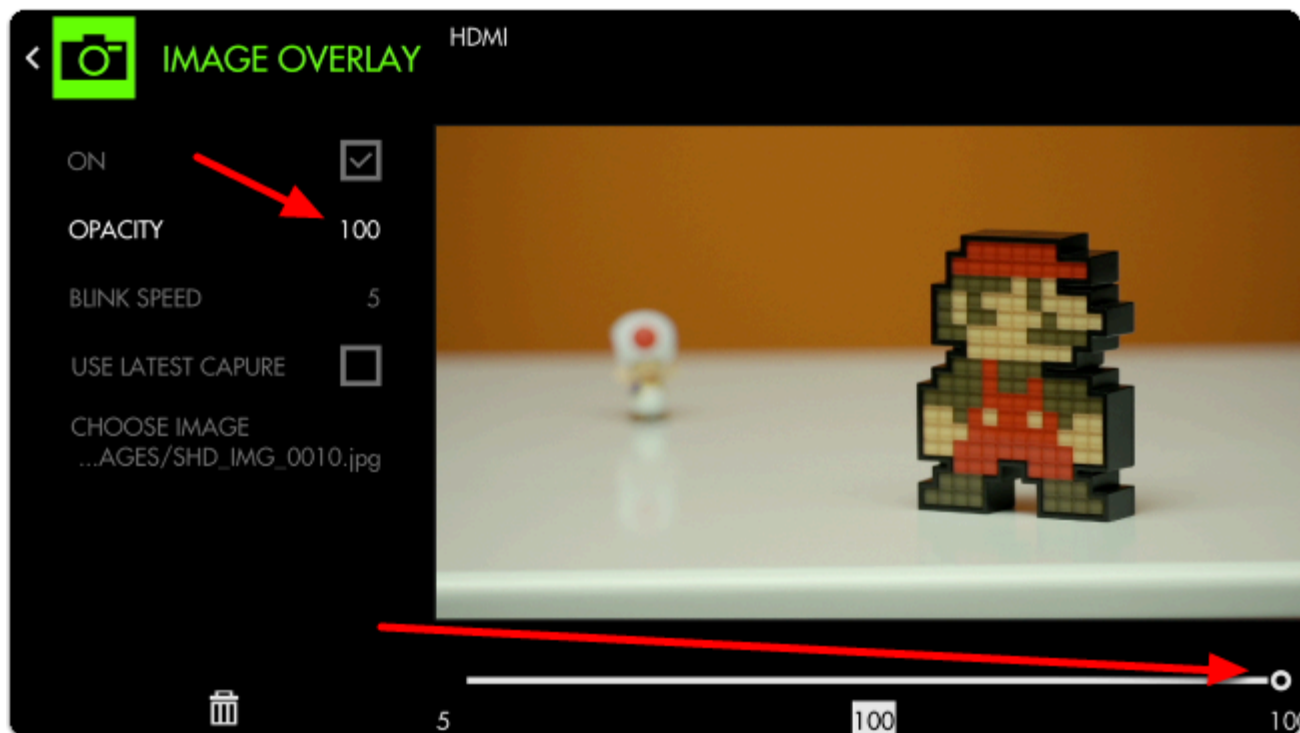 IMAGE OVERLAY
HDMI
ON
OPACITY 100
BLINK SPEED 5
USE LATEST CAPURE
CHOOSE IMAGE
...AGES/SHD_IMG_0010.jpg
5 100 100